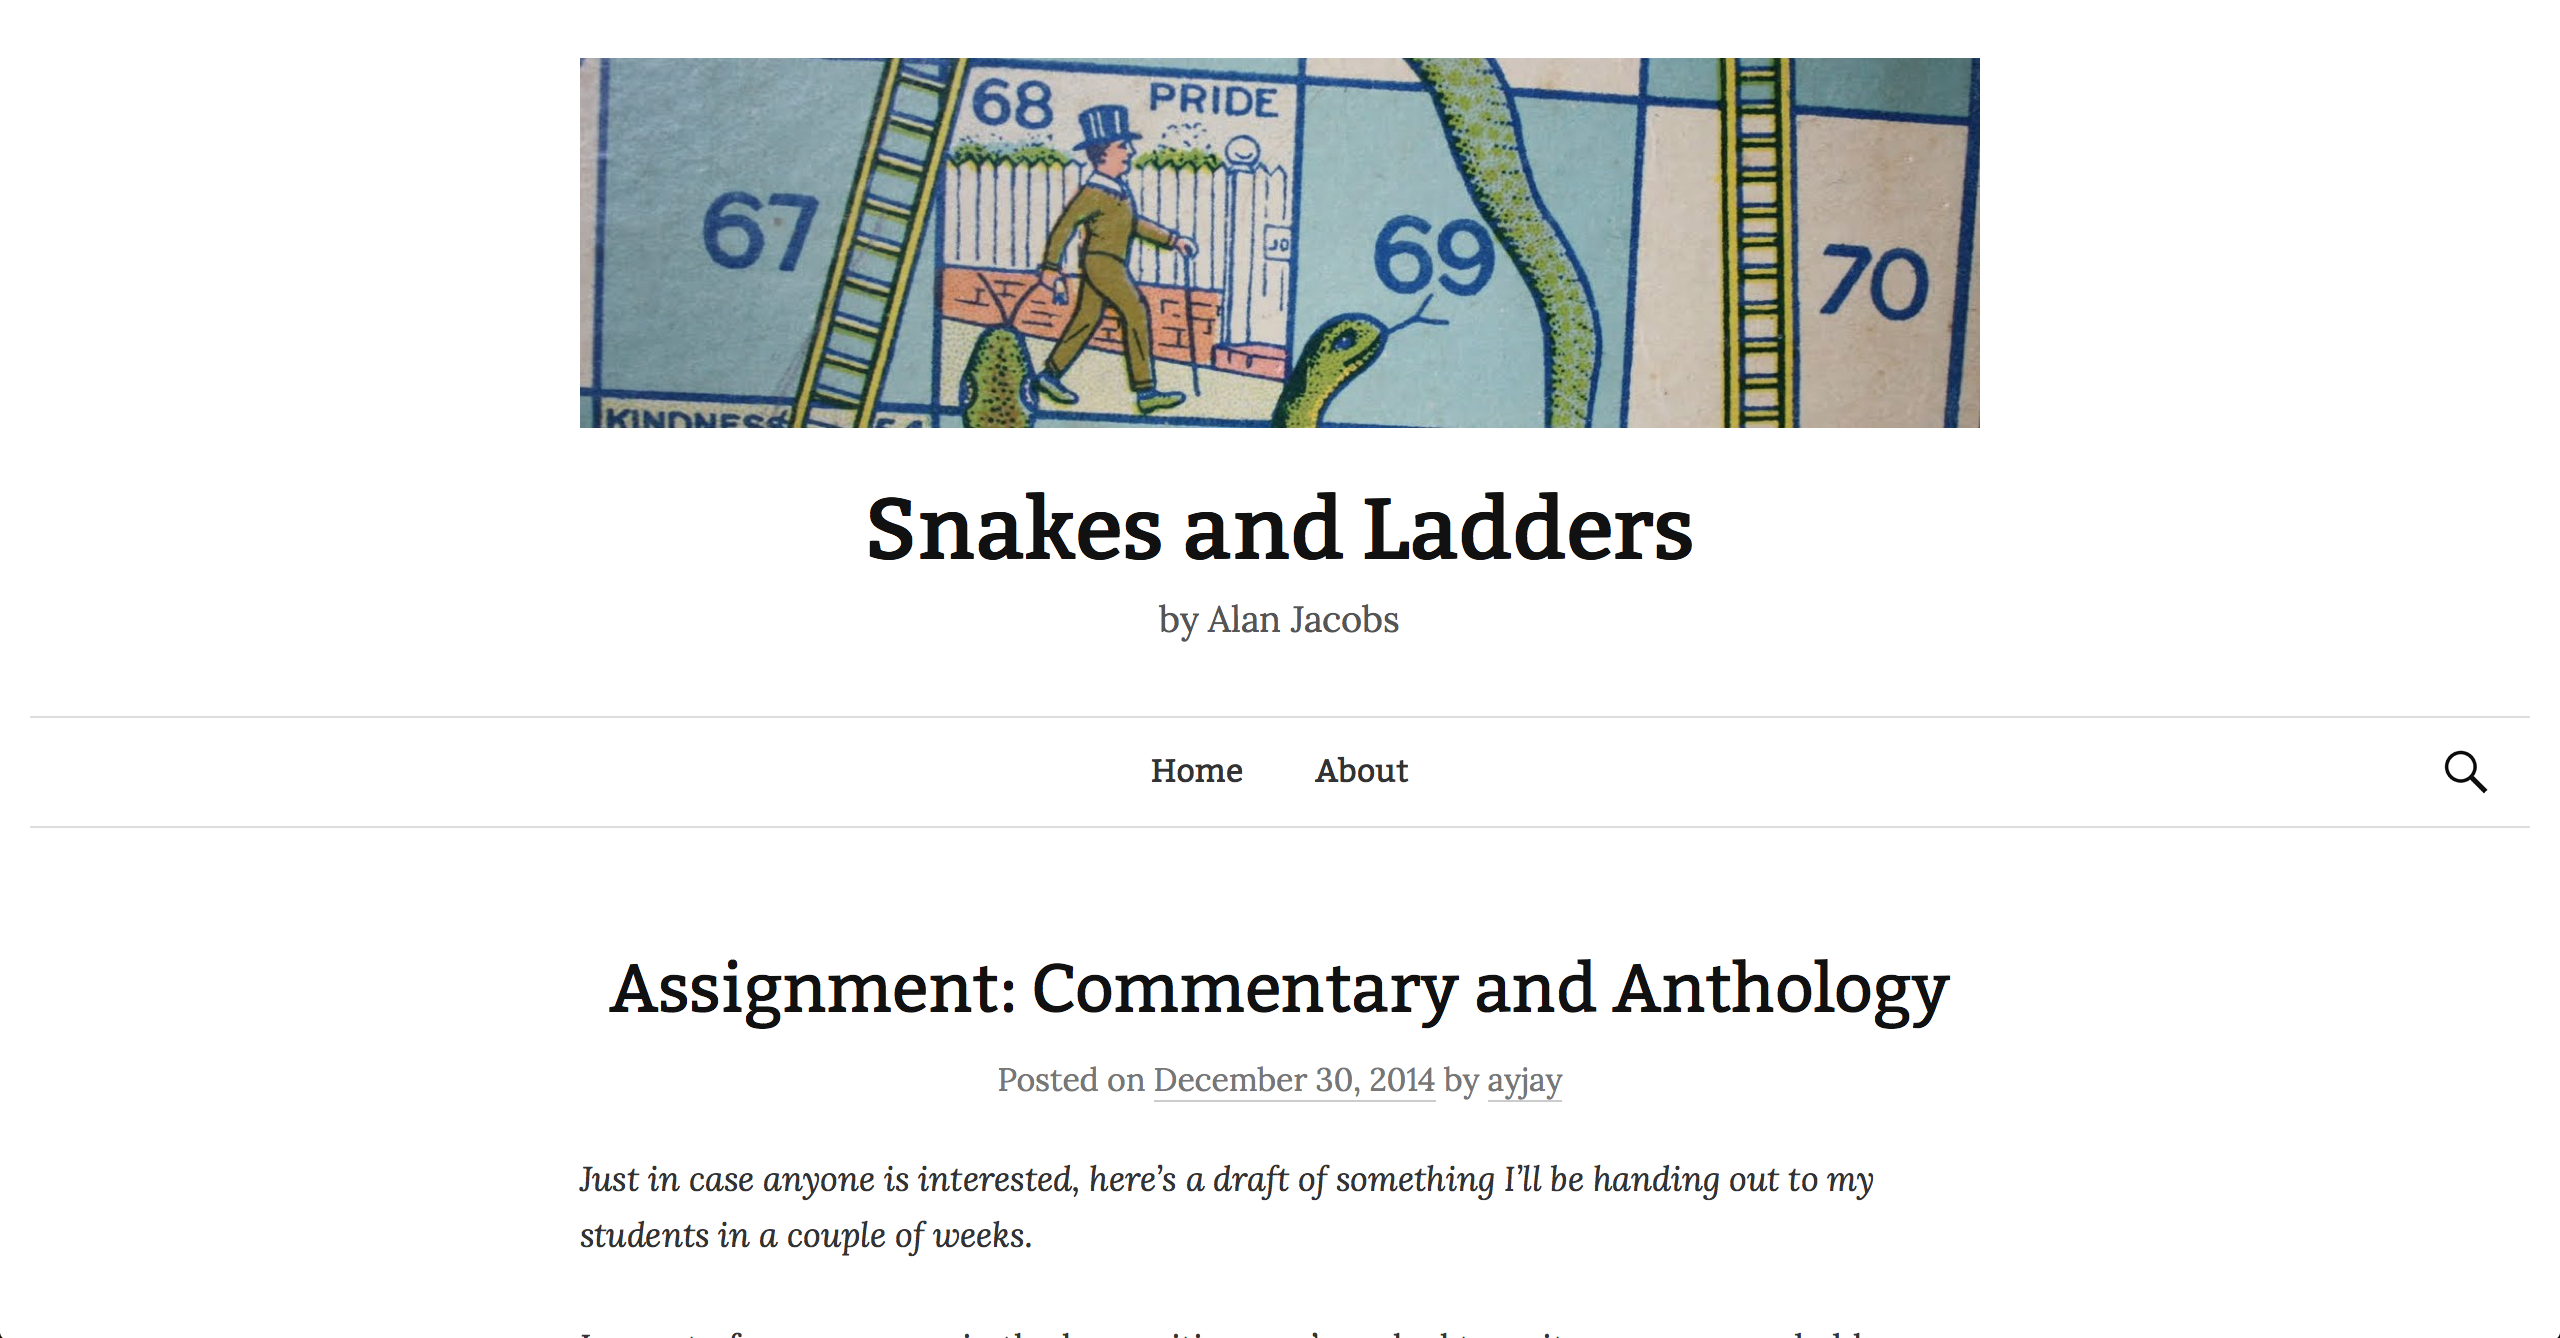 68 PRIDE
67
69
70
JO
KINDNESS
Snakes and Ladders
by Alan Jacobs
Home About
Assignment: Commentary and Anthology
Posted on December 30, 2014 by ayjay
Just in case anyone is interested, here’s a draft of something I’ll be handing out to my
students in a couple of weeks.